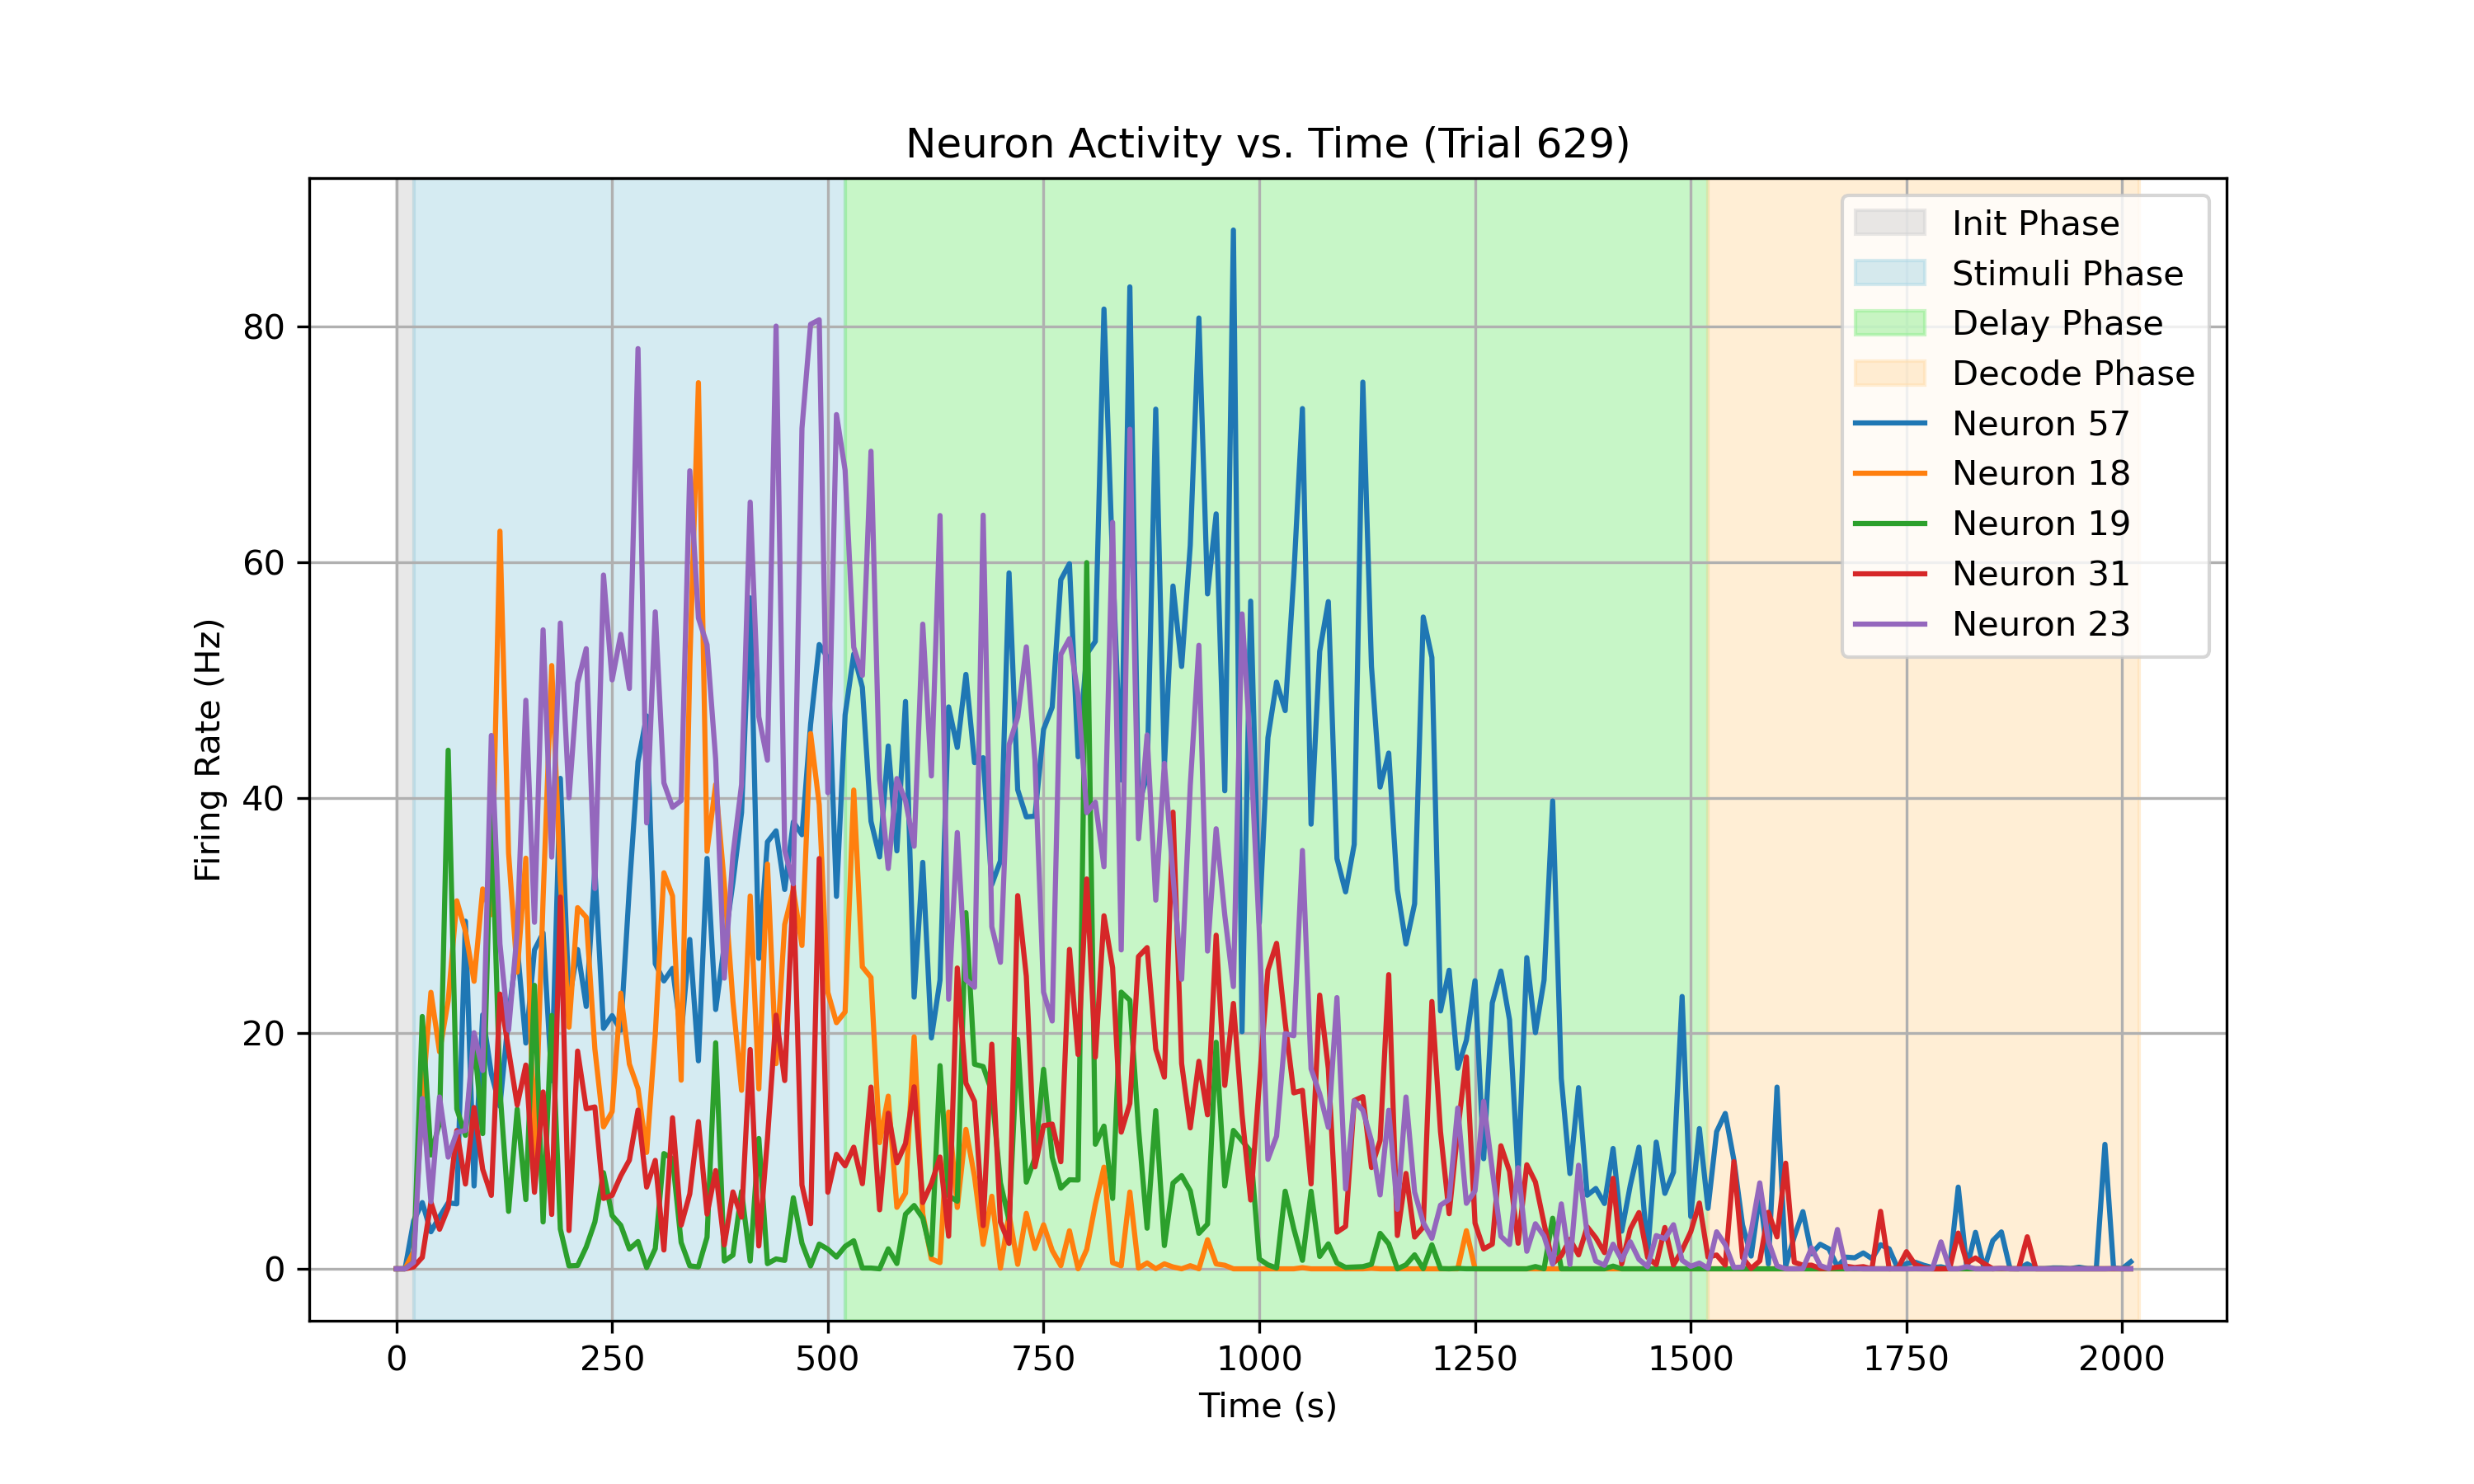 Neuron Activity vs. Time (Trial 629)
Firing Rate (Hz)
80
60
40
20
0
Init Phase
Stimuli Phase
Delay Phase
Decode Phase
Neuron 57
Neuron 18
Neuron 19
Neuron 31
Neuron 23
0 250 500 750 1000 1250 1500 1750 2000
Time (s)